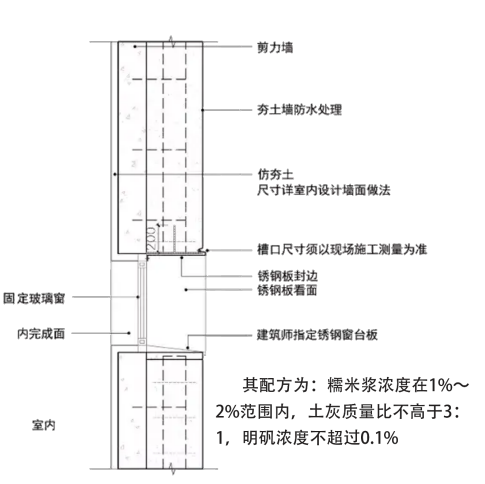 剪力墙
夯土墙防水处理
仿夯土
尺寸详室内设计墙面做法
200
槽口尺寸须以现场施工测量为准
锈钢板封边
锈钢板看面
固定玻璃窗
内完成面
建筑师指定锈钢窗台板
室内
其配方为：糯米浆浓度在1%～
2%范围内，土灰质量比不高于3：
1，明矾浓度不超过0.1%